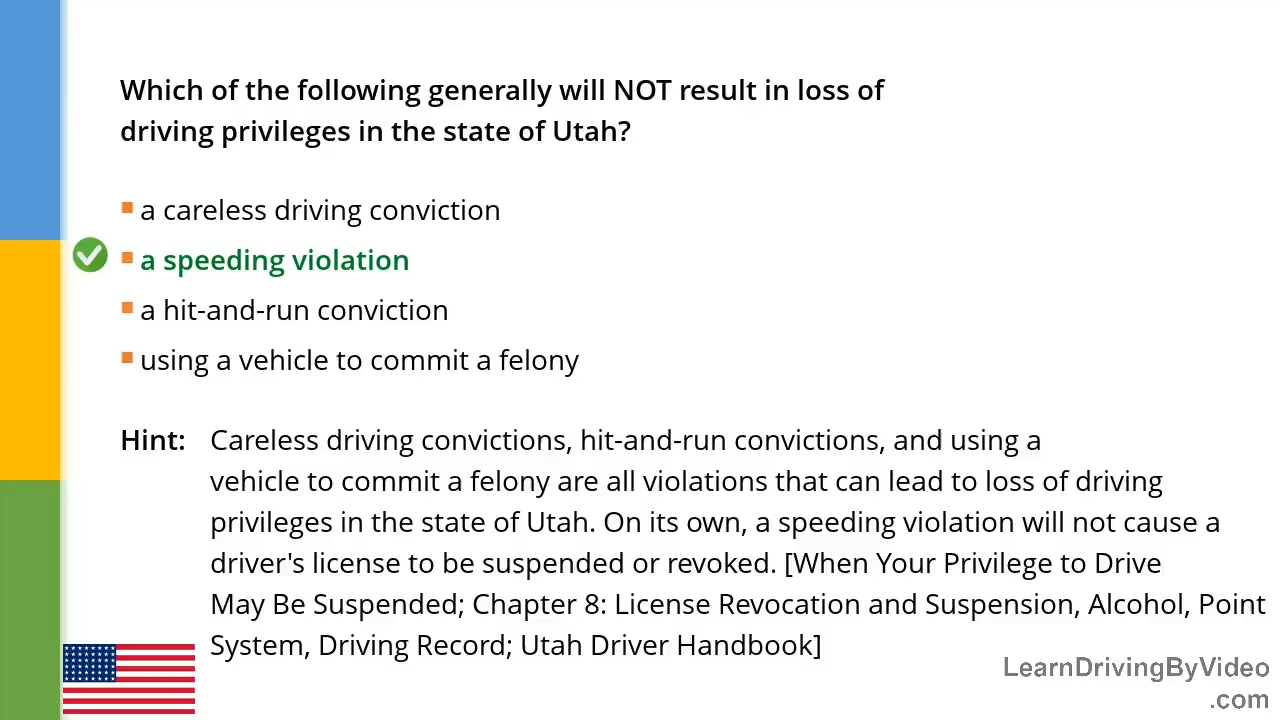 Which of the following generally will NOT result in loss of
driving privileges in the state of Utah?
a careless driving conviction
a speeding violation
a hit-and-run conviction
using a vehicle to commit a felony
Hint: Careless driving convictions, hit-and-run convictions, and using a
vehicle to commit a felony are all violations that can lead to loss of driving
privileges in the state of Utah. On its own, a speeding violation will not cause a
driver's license to be suspended or revoked. [When Your Privilege to Drive
May Be Suspended; Chapter 8: License Revocation and Suspension, Alcohol, Point
System, Driving Record; Utah Driver Handbook]
LearnDrivingByVideo
.com